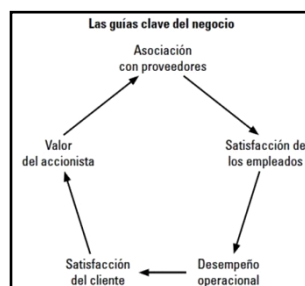 Las guías clave del negocio
Asociación
con proveedores
Valor
del accionista
Satisfacción de
los empleados
Satisfacción
del cliente
Desempeño
operacional